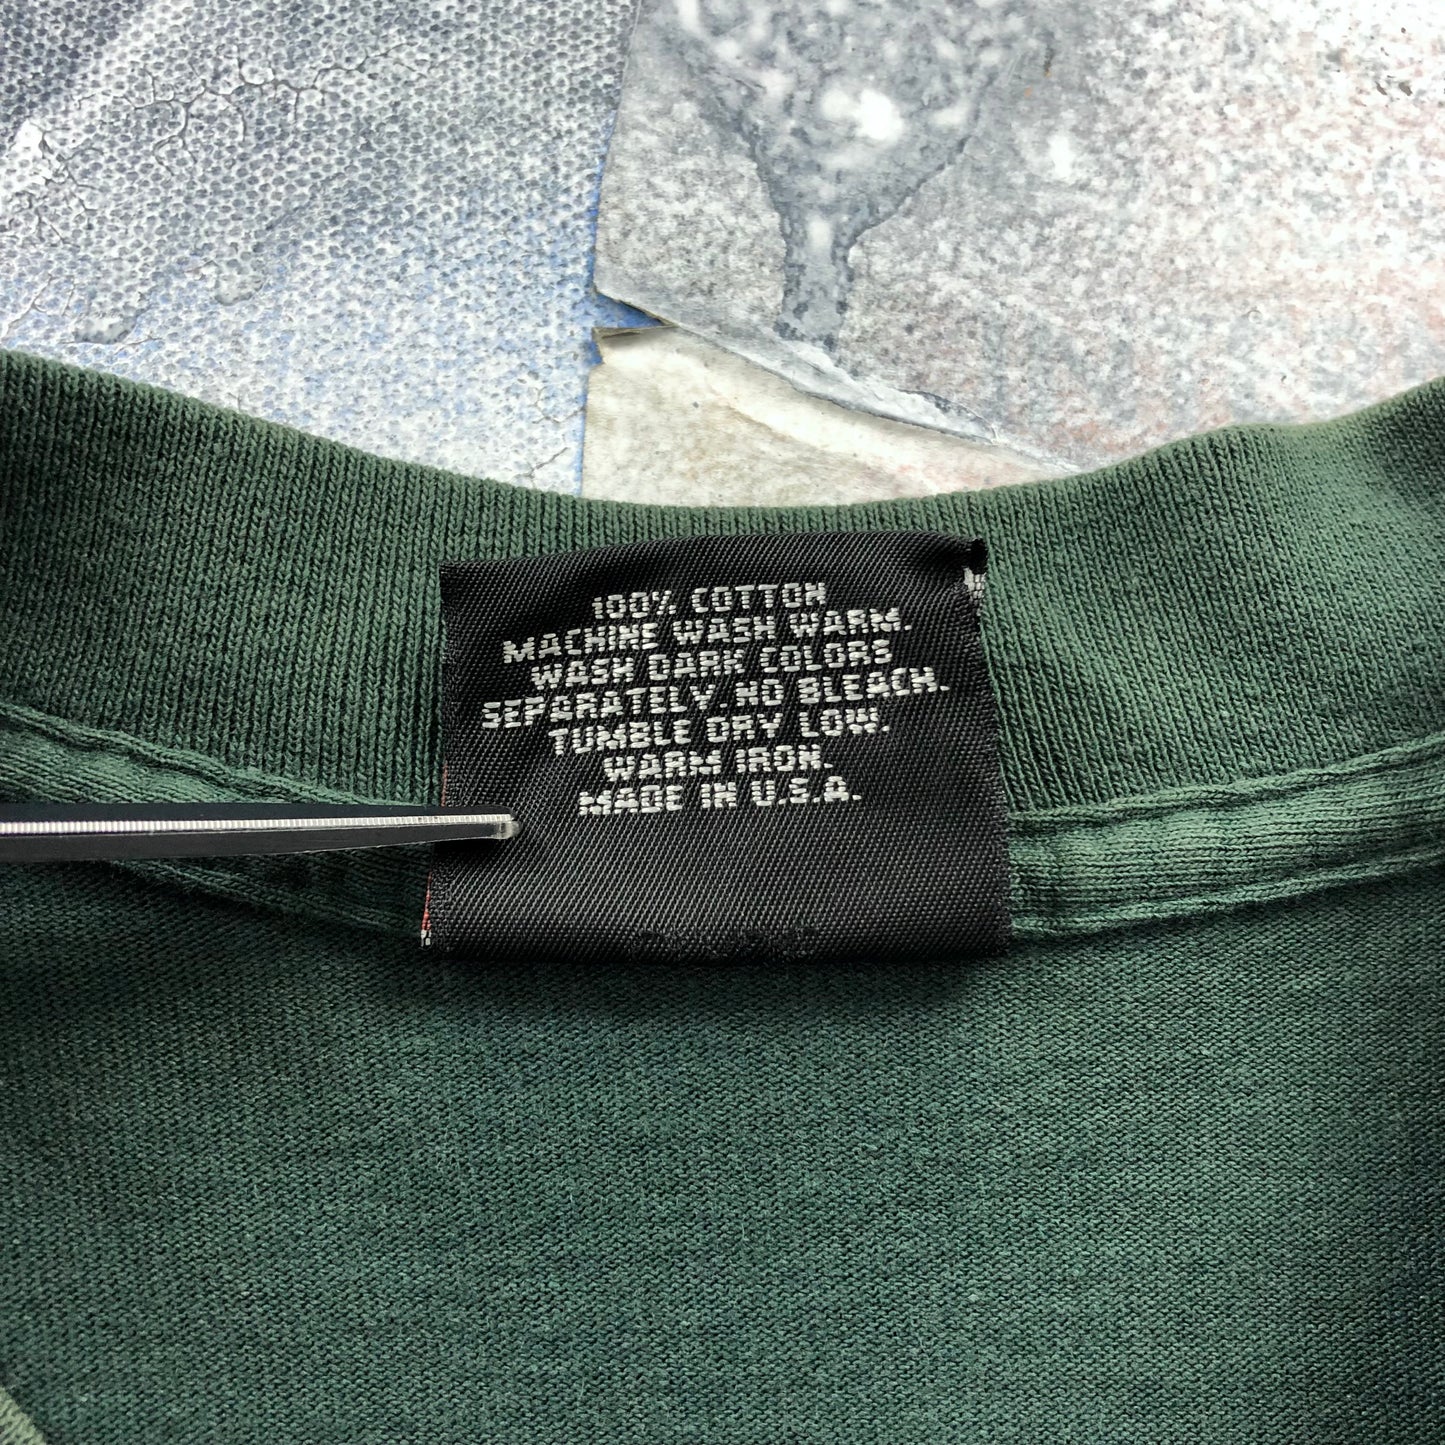 100% COTTON
MACHINE WASH WARM.
WASH DARK COLORS
SEPARATELY. NO BLEACH.
TUMBLE DRY LOW.
WARM IRON.
MADE IN U.S.A.